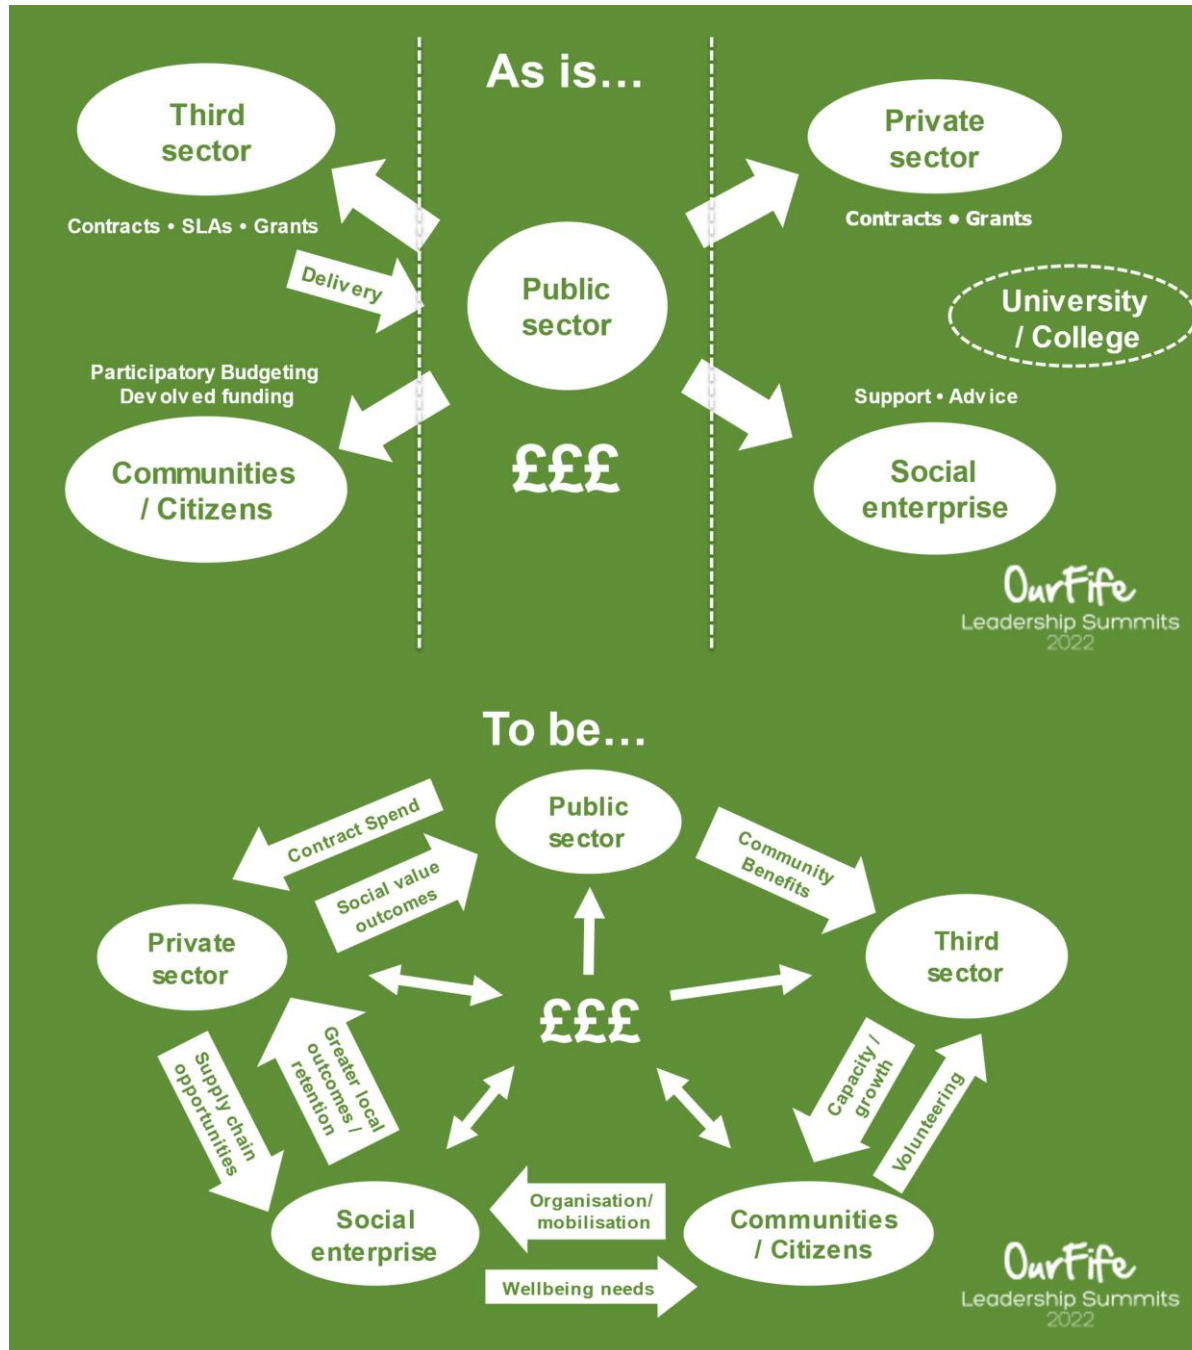 As is...
Third
sector
Private
sector
Contracts • SLAs • Grants
Contracts • Grants
Delivery
Public
sector
University
/ College
Participatory Budgeting
Devolved funding
Support • Advice
£££
Communities
/ Citizens
Social
enterprise
OurFife
Leadership Summits
2022
To be...
Public
sector
Contract Spend
Social value
outcomes
Community
Benefits
Private
sector
Third
sector
£££
Supply chain
opportunities
Greater local
outcomes /
retention
Capacity /
growth
Volunteering
Organisation/
mobilisation
Social
enterprise
Communities
/ Citizens
Wellbeing needs
OurFife
Leadership Summits
2022